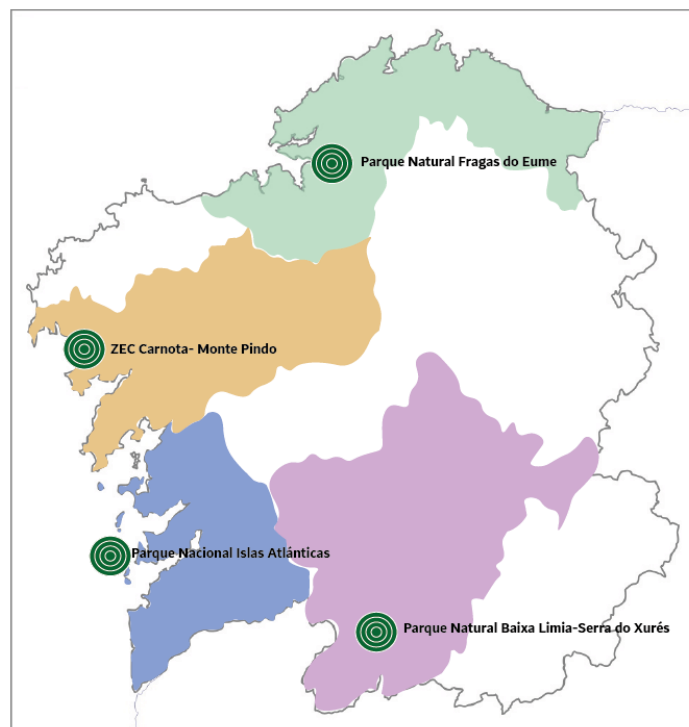 Parque Natural Fragas do Eume
ZEC Carnota- Monte Pindo
Parque Nacional Islas Atlánticas
Parque Natural Baixa Limia-Serra do Xurés